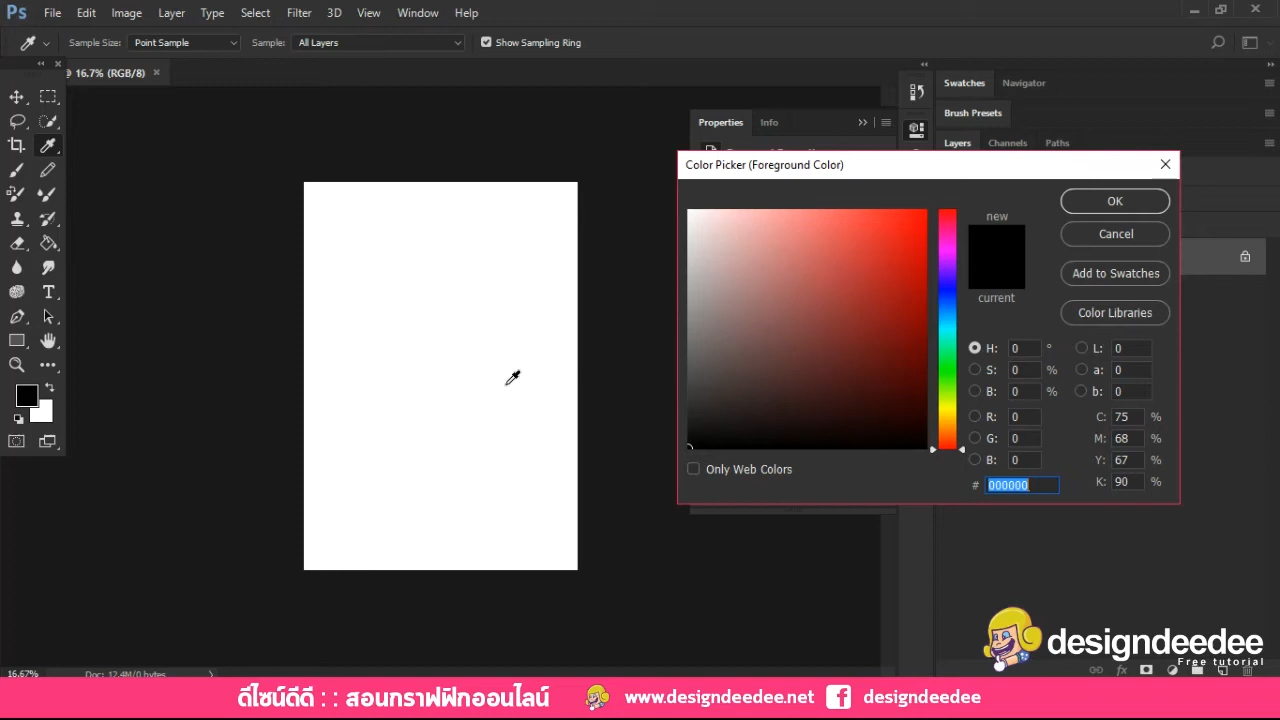 Ps File Edit Image Layer Type Select Filter 3D View Window Help
Sample Size: Point Sample Sample: All Layers Show Sampling Ring
@ 16.7% (RGB/8)
Swatches Navigator
Brush Presets
Properties Info
Layers Channels Paths
Color Picker (Foreground Color)
new
current
OK
Cancel
Add to Swatches
Color Libraries
H: 0 °
S: 0 %
B: 0 %
R: 0
G: 0
B: 0
# 000000
L: 0
a: 0
b: 0
C: 75 %
M: 68 %
Y: 67 %
K: 90 %
Only Web Colors
designdeedee
Free tutorial
16.67% Doc: 12.4M/0 bytes
ดีไซน์ดีดี : : สอนกราฟฟิกออนไลน์ www.designdeedee.net designdeedee